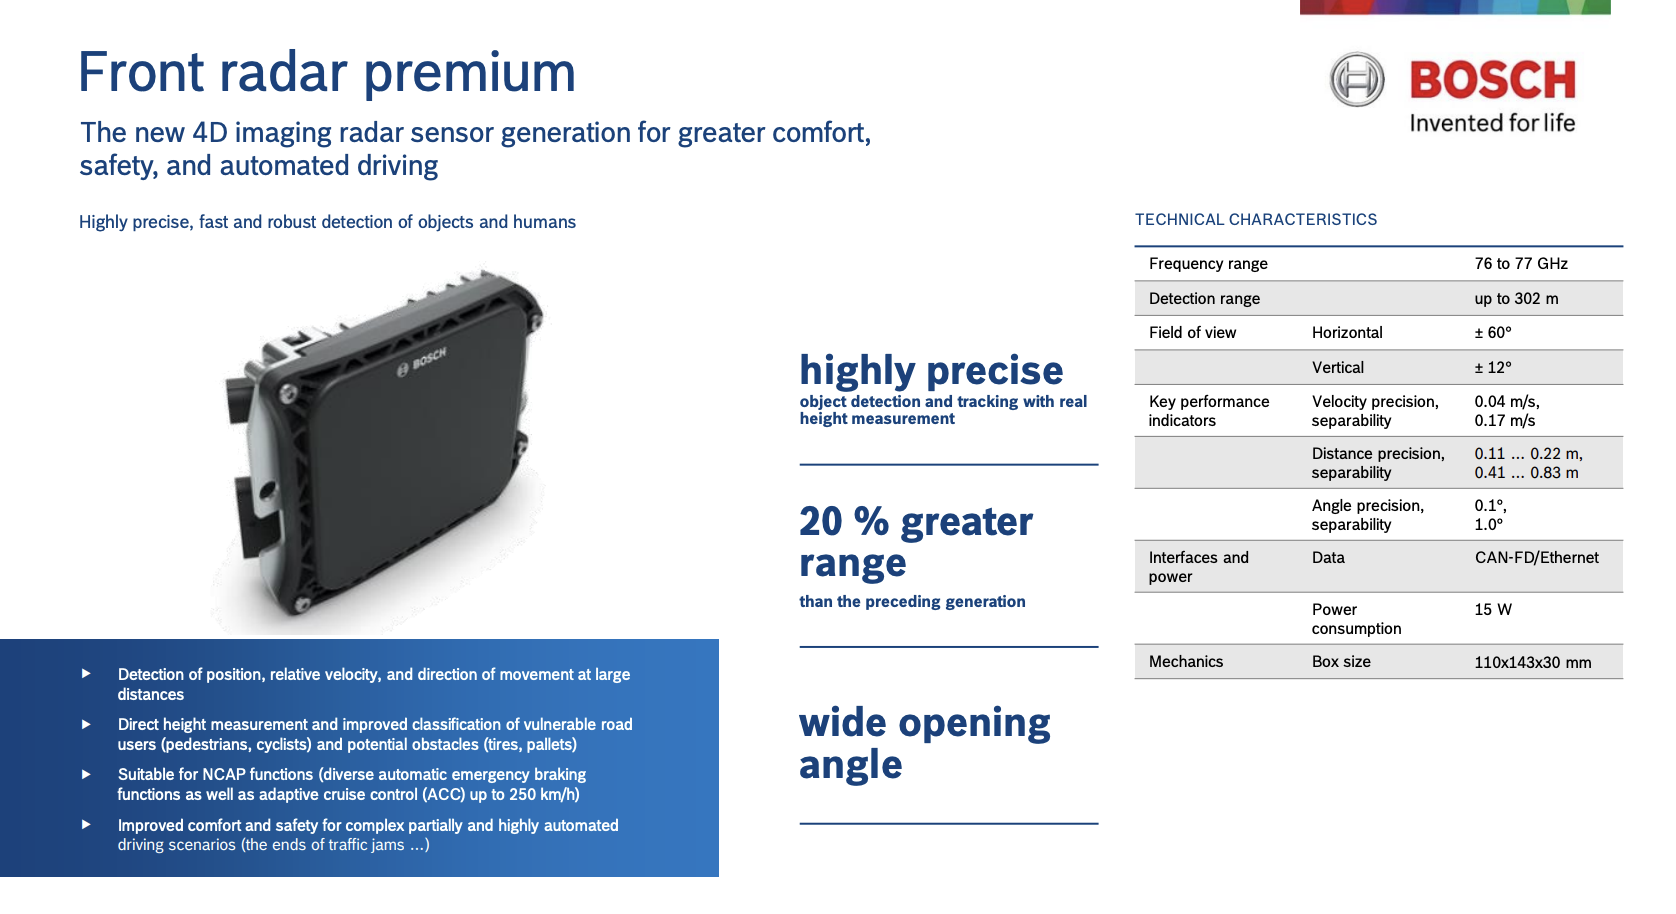 Front radar premium
The new 4D imaging radar sensor generation for greater comfort,
safety, and automated driving
Highly precise, fast and robust detection of objects and humans
BOSCH
Invented for life
BOSCH
▶ Detection of position, relative velocity, and direction of movement at large
distances
▶ Direct height measurement and improved classification of vulnerable road
users (pedestrians, cyclists) and potential obstacles (tires, pallets)
▶ Suitable for NCAP functions (diverse automatic emergency braking
functions as well as adaptive cruise control (ACC) up to 250 km/h)
▶ Improved comfort and safety for complex partially and highly automated
driving scenarios (the ends of traffic jams ...)
highly precise
object detection and tracking with real
height measurement
20 % greater
range
than the preceding generation
wide opening
angle
TECHNICAL CHARACTERISTICS
Frequency range 76 to 77 GHz
Detection range up to 302 m
Field of view Horizontal ± 60°
Vertical ± 12°
Key performance Velocity precision, 0.04 m/s,
indicators separability 0.17 m/s
Distance precision, 0.11 ... 0.22 m,
separability 0.41 ... 0.83 m
Angle precision, 0.1°,
separability 1.0°
Interfaces and Data CAN-FD/Ethernet
power
Power 15 W
consumption
Mechanics Box size 110x143x30 mm